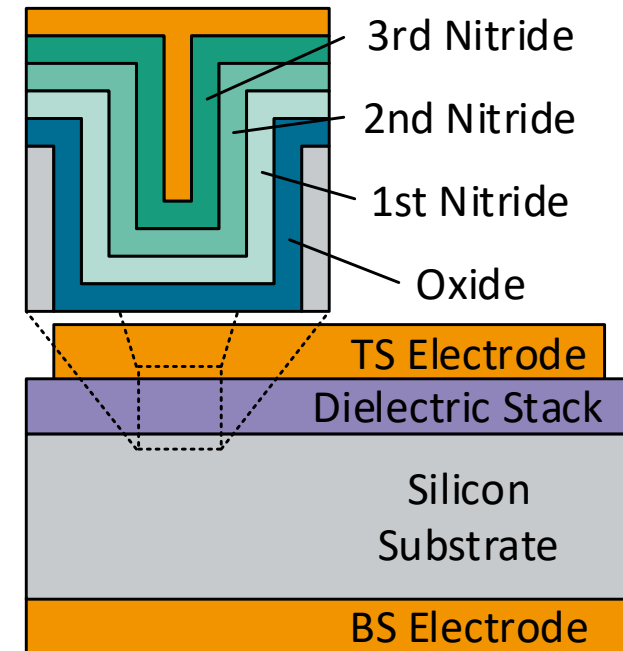 3rd Nitride
2nd Nitride
1st Nitride
Oxide
TS Electrode
Dielectric Stack
Silicon
Substrate
BS Electrode